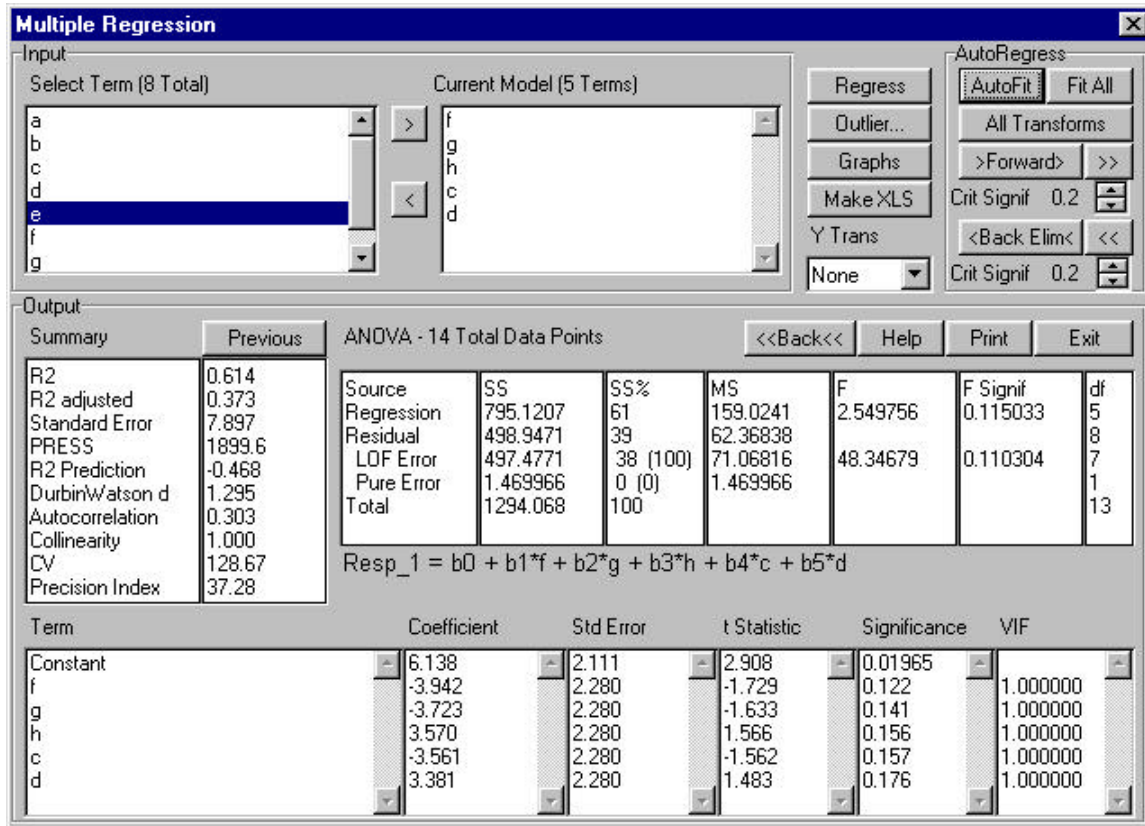 Multiple Regression
Input
Select Term (8 Total)
a
b
c
d
e
f
g
>
<
Current Model (5 Terms)
f
g
h
c
d
Regress
Outlier...
Graphs
Make XLS
Y Trans
None
AutoRegress
AutoFit Fit All
All Transforms
>Forward> >>
Crit Signif 0.2
<Back Elim< <<
Crit Signif 0.2
Output
Summary Previous
R2 0.614
R2 adjusted 0.373
Standard Error 7.897
PRESS 1899.6
R2 Prediction -0.468
DurbinWatson d 1.295
Autocorrelation 0.303
Collinearity 1.000
CV 128.67
Precision Index 37.28
ANOVA - 14 Total Data Points <<Back<< Help Print Exit
Source SS SS% MS F F Signif df
Regression 795.1207 61 159.0241 2.549756 0.115033 5
Residual 498.9471 39 62.36838 8
LOF Error 497.4771 38 (100) 71.06816 48.34679 0.110304 7
Pure Error 1.469966 0 (0) 1.469966 1
Total 1294.068 100 13
Resp_1 = b0 + b1*f + b2*g + b3*h + b4*c + b5*d
Term Coefficient Std Error t Statistic Significance VIF
Constant 6.138 2.111 2.908 0.01965
f -3.942 2.280 -1.729 0.122 1.000000
g -3.723 2.280 -1.633 0.141 1.000000
h 3.570 2.280 1.566 0.156 1.000000
c -3.561 2.280 -1.562 0.157 1.000000
d 3.381 2.280 1.483 0.176 1.000000